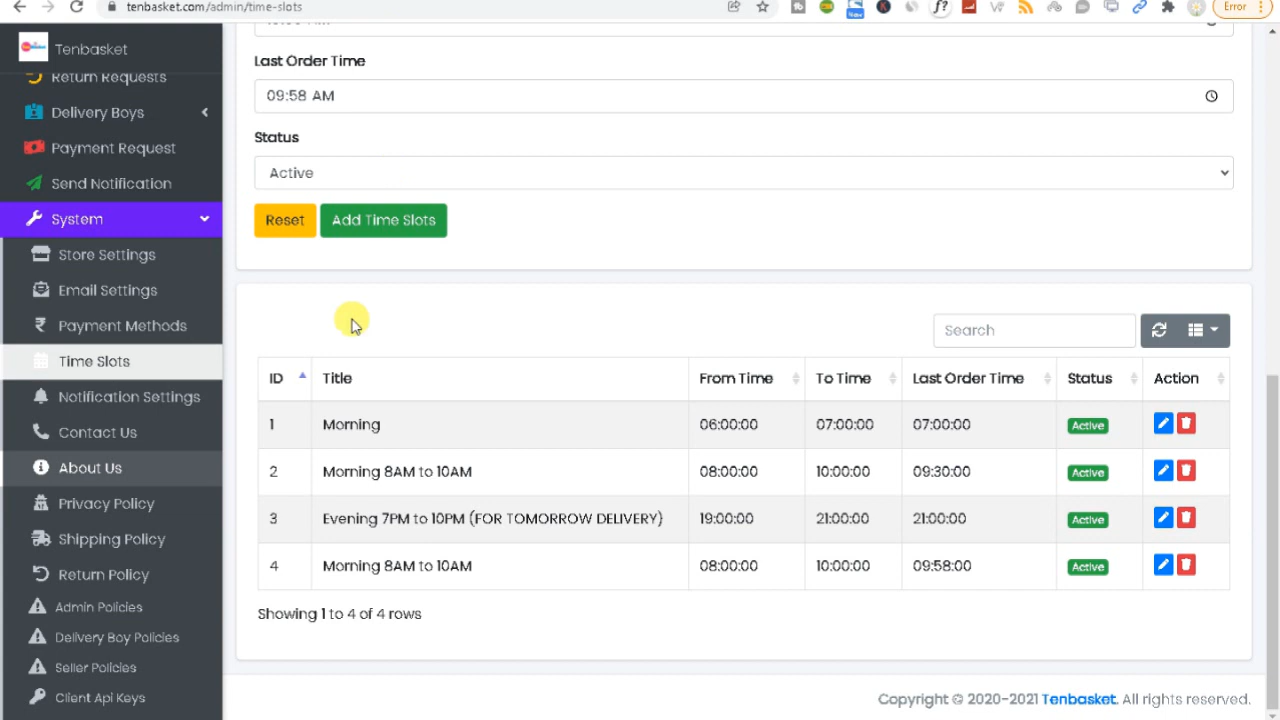 tenbasket.com/admin/time-slots
Error
Tenbasket
Return Requests
Delivery Boys
Payment Request
Send Notification
System
Store Settings
Email Settings
Payment Methods
Time Slots
Notification Settings
Contact Us
About Us
Privacy Policy
Shipping Policy
Return Policy
Admin Policies
Delivery Boy Policies
Seller Policies
Client Api Keys
Last Order Time
09:58 AM
Status
Active
Reset Add Time Slots
Search
ID Title From Time To Time Last Order Time Status Action
1 Morning 06:00:00 07:00:00 07:00:00 Active
2 Morning 8AM to 10AM 08:00:00 10:00:00 09:30:00 Active
3 Evening 7PM to 10PM (FOR TOMORROW DELIVERY) 19:00:00 21:00:00 21:00:00 Active
4 Morning 8AM to 10AM 08:00:00 10:00:00 09:58:00 Active
Showing 1 to 4 of 4 rows
Copyright © 2020-2021 Tenbasket. All rights reserved.